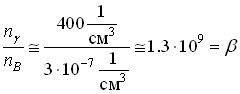 n_γ / n_B ≅ (400 1/см³) / (3·10⁻⁷ 1/см³) ≅ 1.3·10⁹ = β